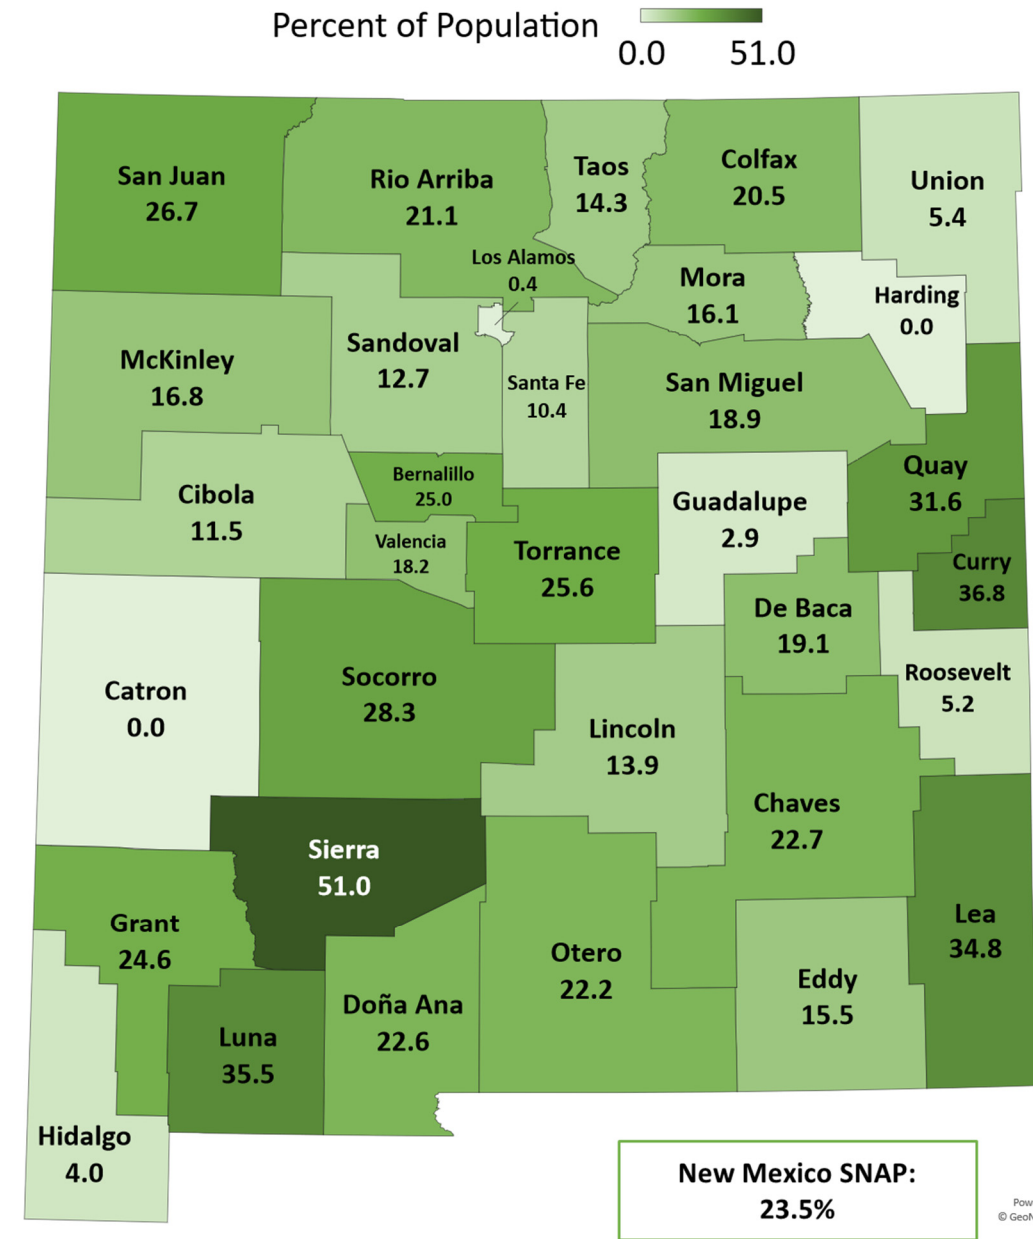 Percent of Population
0.0 51.0
San Juan
26.7
Rio Arriba
21.1
Taos
14.3
Colfax
20.5
Union
5.4
Los Alamos
0.4
Mora
16.1
Harding
0.0
McKinley
16.8
Sandoval
12.7
Santa Fe
10.4
San Miguel
18.9
Quay
31.6
Cibola
11.5
Bernalillo
25.0
Valencia
18.2
Torrance
25.6
Guadalupe
2.9
Curry
36.8
De Baca
19.1
Roosevelt
5.2
Catron
0.0
Socorro
28.3
Lincoln
13.9
Chaves
22.7
Sierra
51.0
Grant
24.6
Otero
22.2
Lea
34.8
Eddy
15.5
Doña Ana
22.6
Luna
35.5
Hidalgo
4.0
New Mexico SNAP:
23.5%
Pow
© GeoN